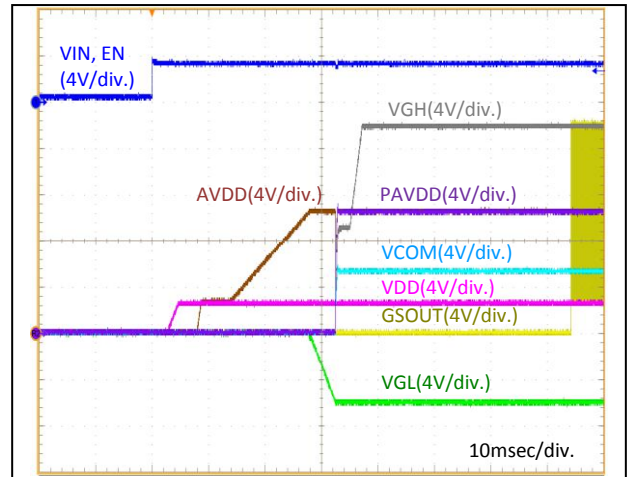 VIN, EN
(4V/div.)
VGH(4V/div.)
AVDD(4V/div.)
PAVDD(4V/div.)
VCOM(4V/div.)
VDD(4V/div.)
GSOUT(4V/div.)
VGL(4V/div.)
10msec/div.